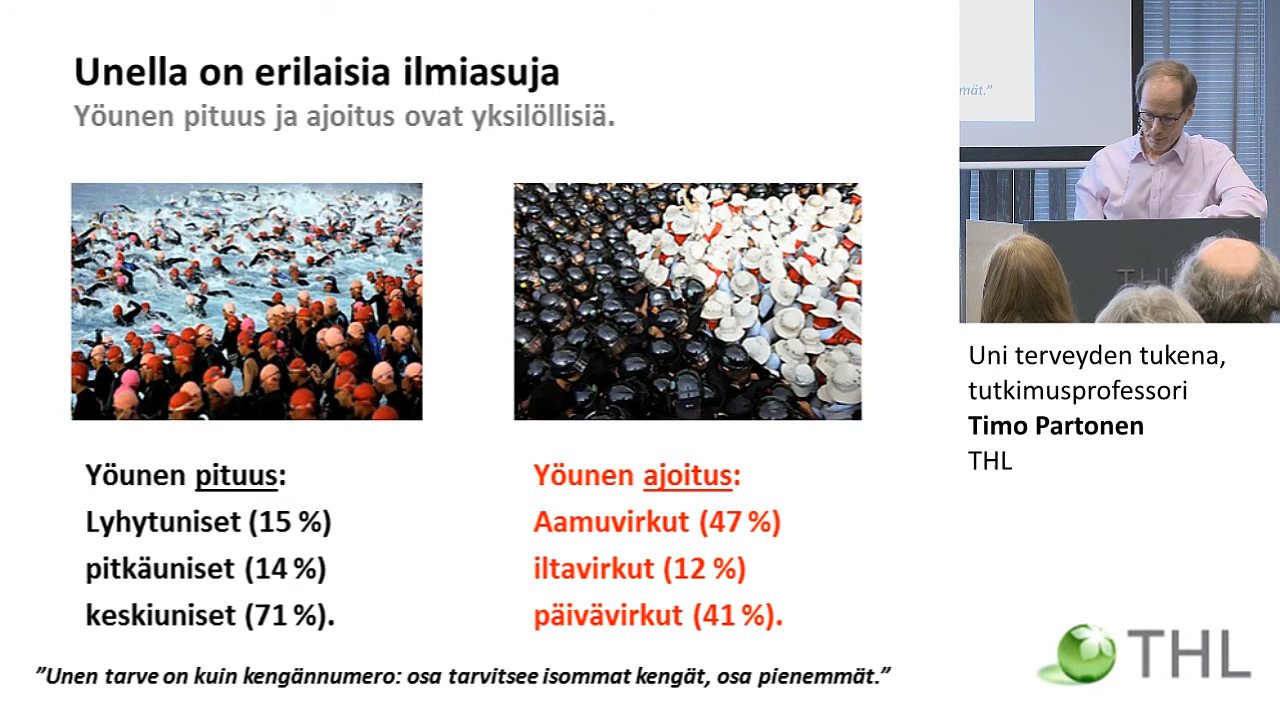 Unella on erilaisia ilmiasuja
Yöunen pituus ja ajoitus ovat yksilöllisiä.
Yöunen pituus:
Lyhytuniset (15 %)
pitkäuniset (14 %)
keskiuniset (71 %).
Yöunen ajoitus:
Aamuvirkut (47 %)
iltavirkut (12 %)
päivävirkut (41 %).
”Unen tarve on kuin kengännumero: osa tarvitsee isommat kengät, osa pienemmät.”
mät.”
THL
Uni terveyden tukena,
tutkimusprofessori
Timo Partonen
THL
THL